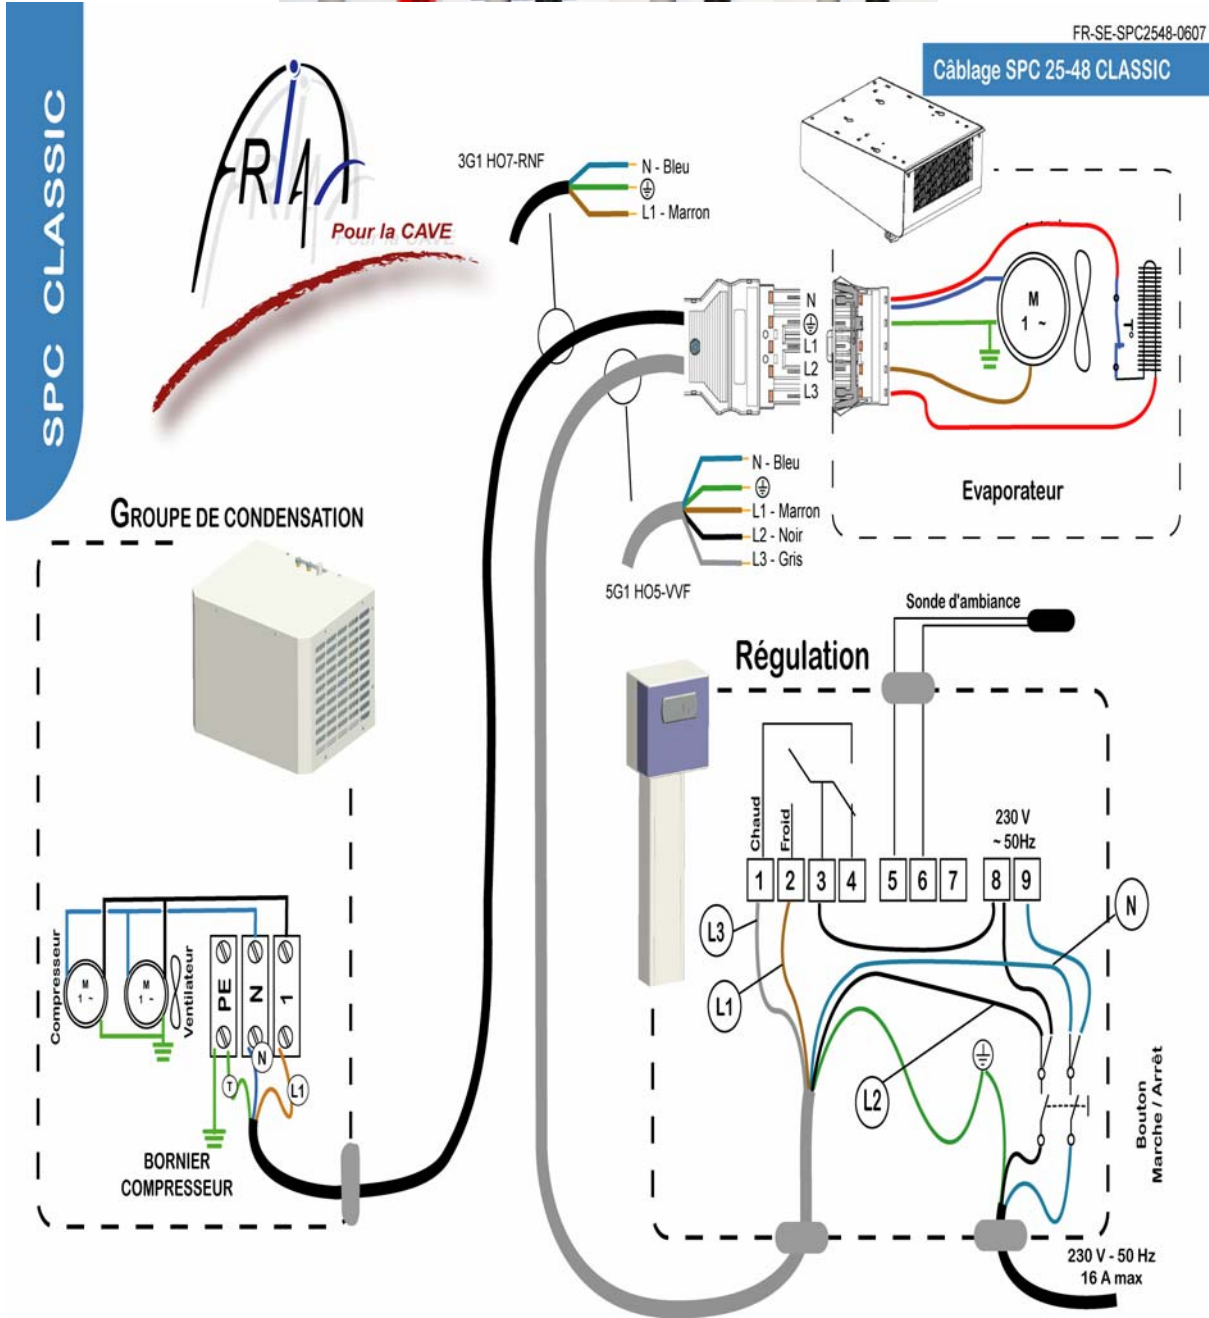 FR-SE-SPC2548-0607
Câblage SPC 25-48 CLASSIC
SPC CLASSIC
FRIAX
Pour la CAVE
3G1 HO7-RNF
N - Bleu
L1 - Marron
N
L1
L2
L3
M
1 ~
T°
Evaporateur
N - Bleu
L1 - Marron
L2 - Noir
L3 - Gris
5G1 HO5-VVF
GROUPE DE CONDENSATION
Compresseur
M
1 ~
M
1 ~
Ventilateur
PE
N
1
T
N
L1
BORNIER
COMPRESSEUR
Sonde d'ambiance
Régulation
Chaud
Froid
230 V
~ 50Hz
1 2 3 4 5 6 7 8 9
L3
L1
N
L2
Bouton
Marche / Arrêt
230 V - 50 Hz
16 A max